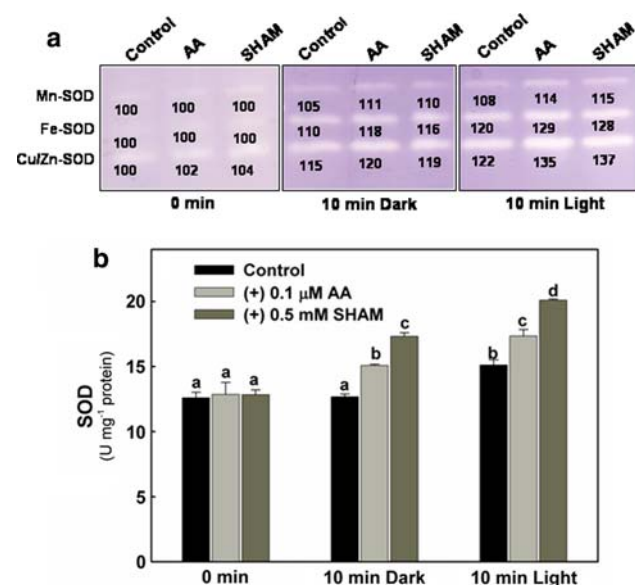 a
Control AA SHAM Control AA SHAM Control AA SHAM
Mn-SOD 100 100 100 105 111 110 108 114 115
Fe-SOD 100 100 100 110 118 116 120 129 128
Cu/Zn-SOD 100 102 104 115 120 119 122 135 137
0 min 10 min Dark 10 min Light
b
Control
(+) 0.1 µM AA
(+) 0.5 mM SHAM
SOD
(U mg⁻¹ protein)
20
15
10
5
0
a a a a b c b c d
0 min 10 min Dark 10 min Light